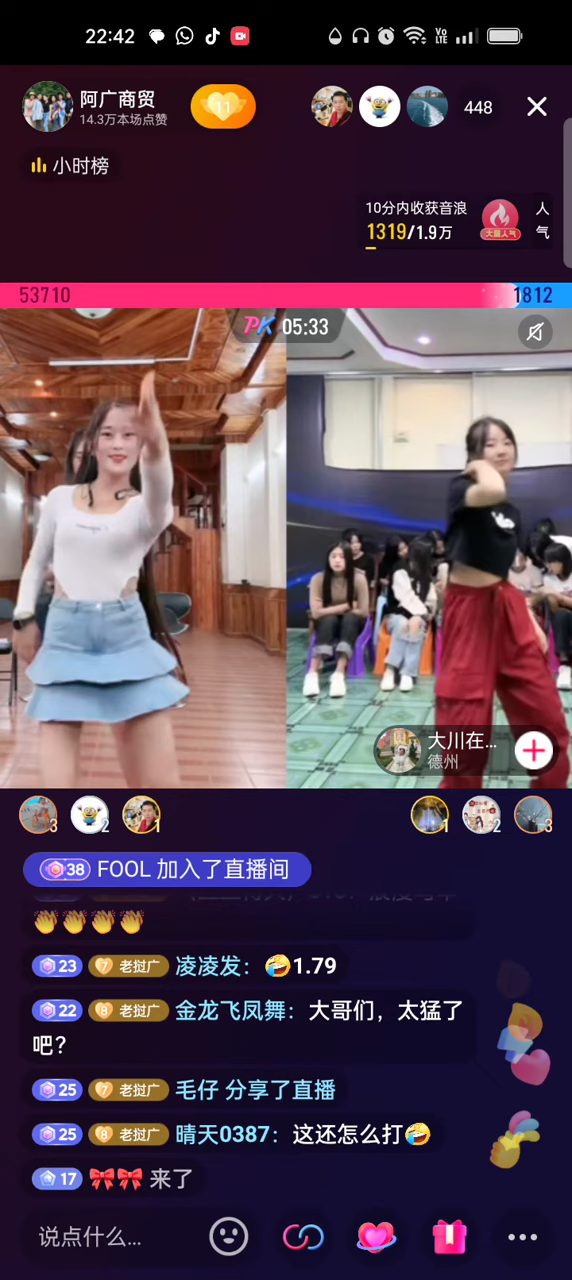 22:42
Vo
LTE
阿广商贸
14.3万本场点赞
11
448
小时榜
10分内收获音浪
1319/1.9万
大赢人气
人
气
53710
1812
PK 05:33
大川在...
德州
3
2
1
1
2
3
38 FOOL 加入了直播间
👏👏👏👏
23 7 老挝广 凌凌发：🤣1.79
22 8 老挝广 金龙飞凤舞：大哥们，太猛了
吧？
25 7 老挝广 毛仔 分享了直播
25 8 老挝广 晴天0387：这还怎么打🤣
17 🎀🎀 来了
说点什么...